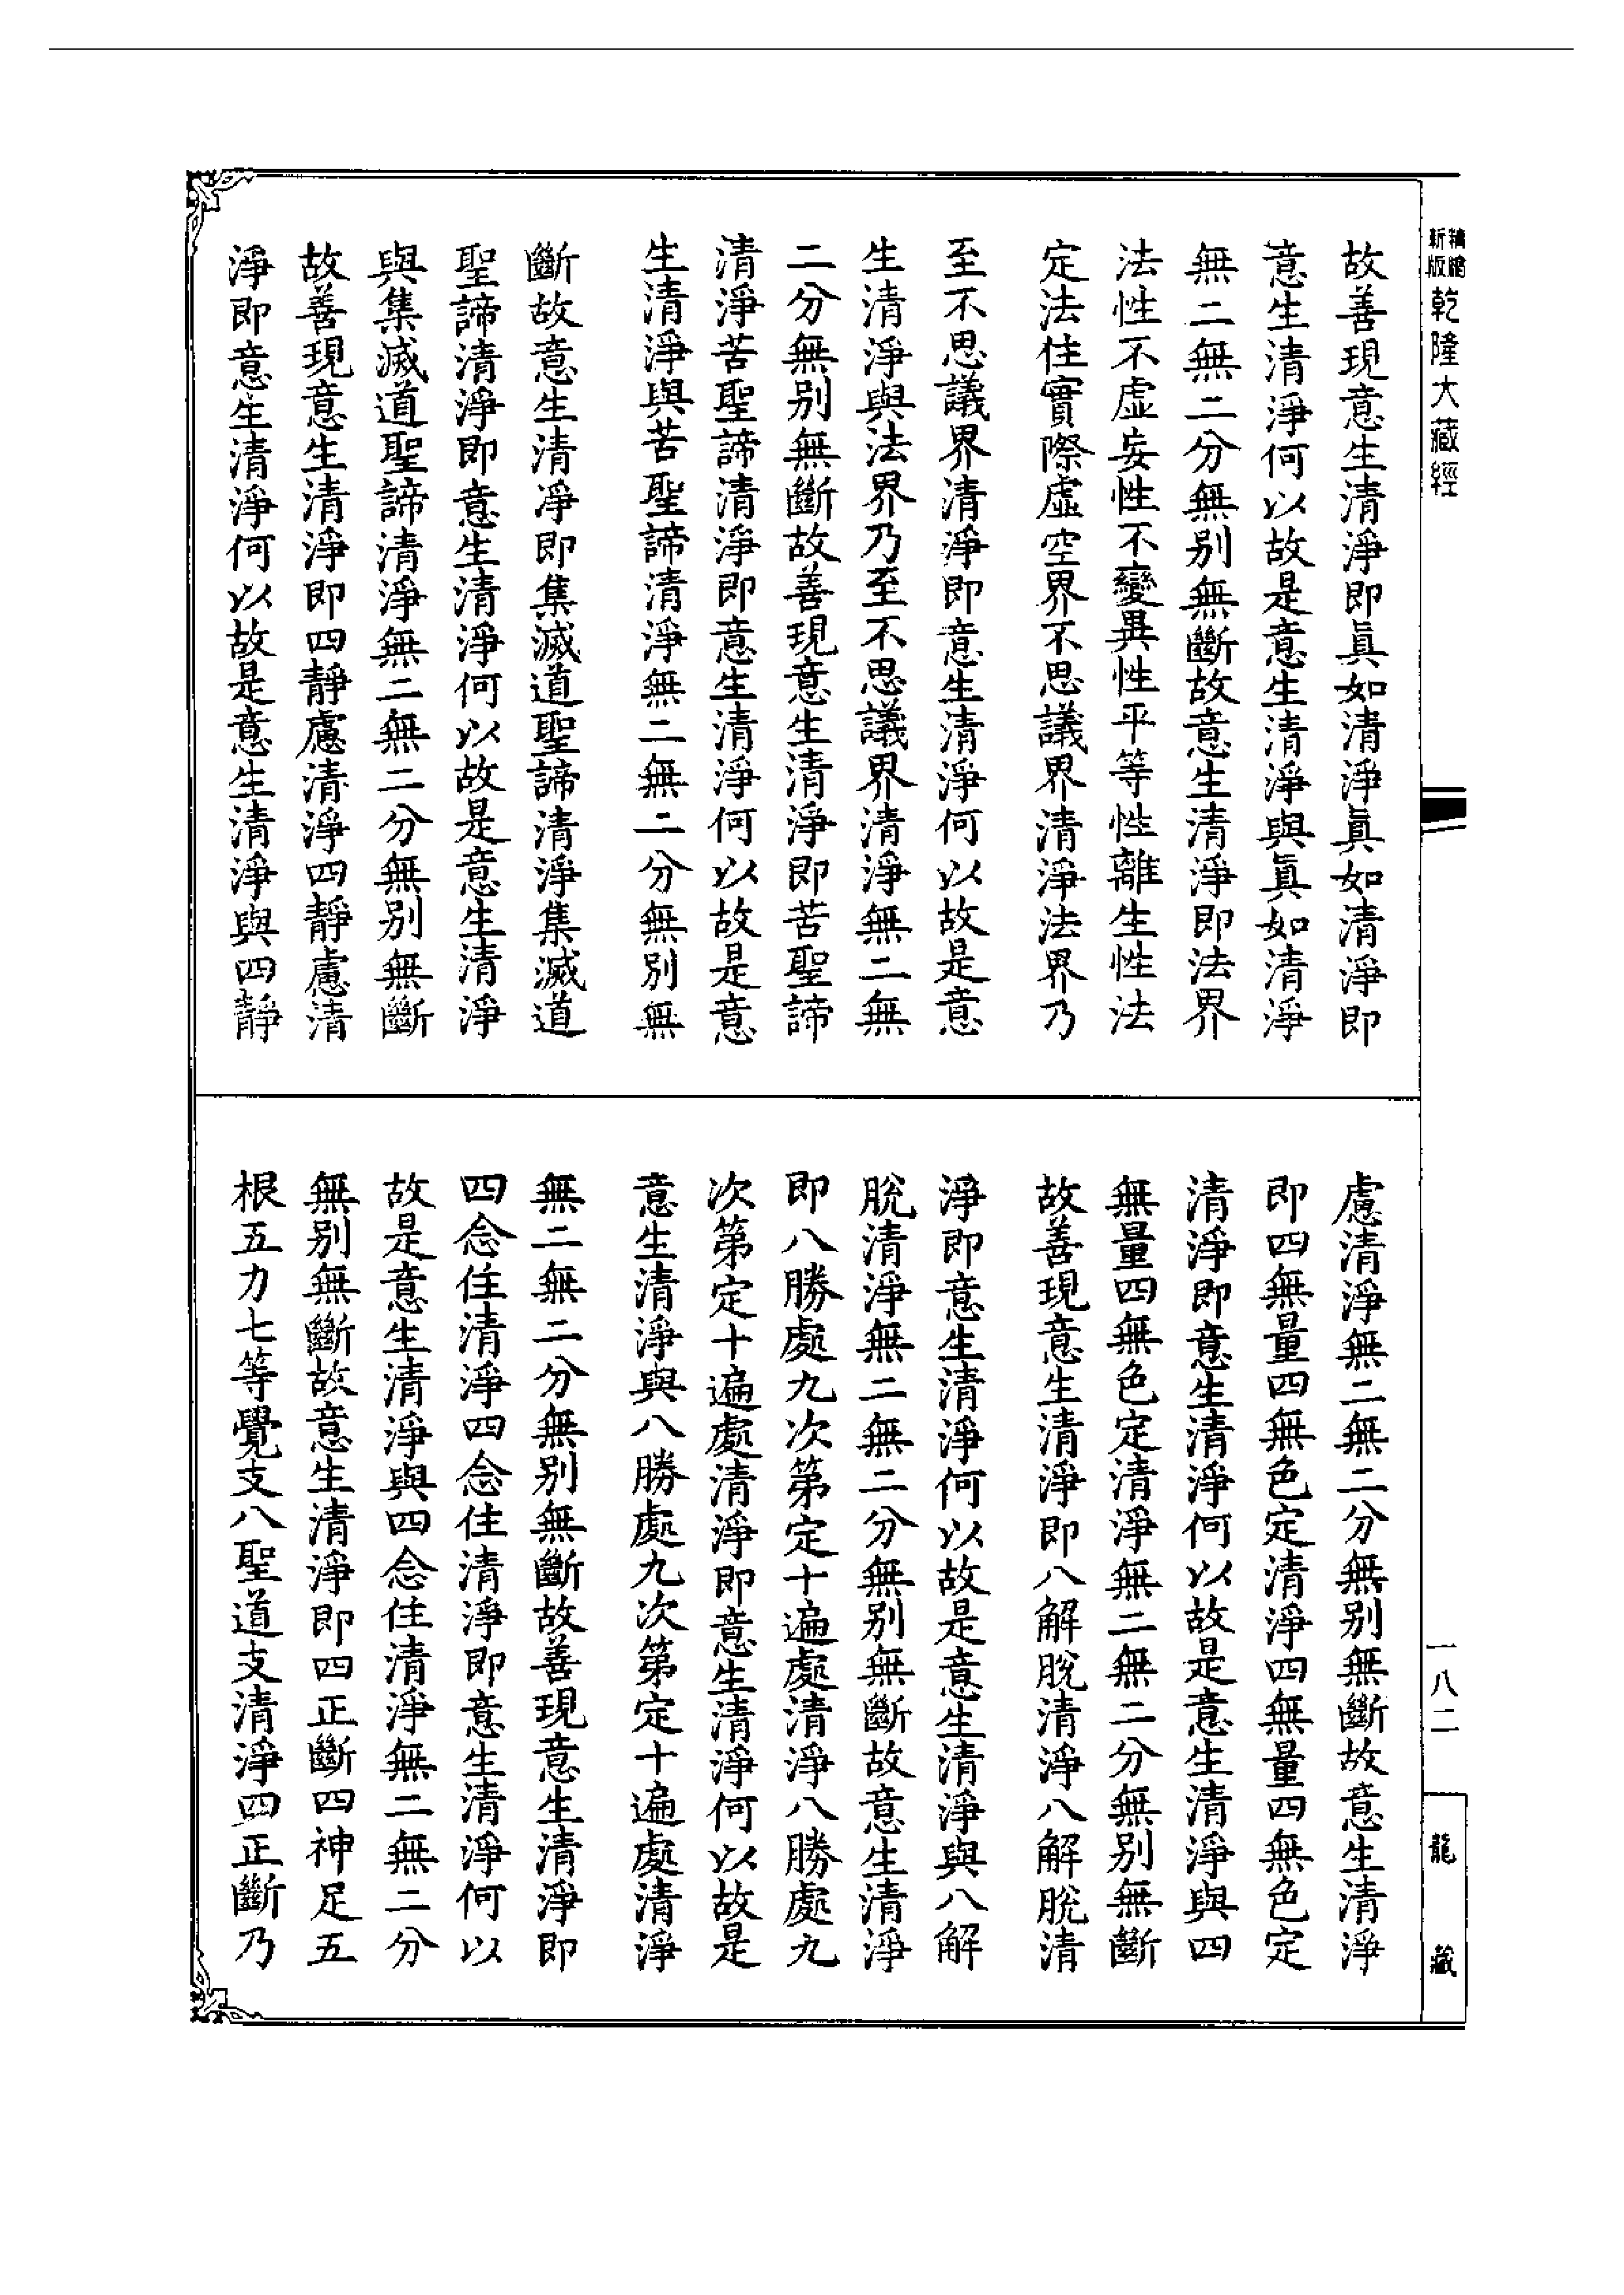 精繪
新版
乾隆大藏經
故善現意生清淨即眞如清淨眞如清淨即
意生清淨何以故是意生清淨與眞如清淨
無二無二分無别無斷故意生清淨即法界
法性不虛妄性不變異性平等性離生性法
定法住實際虛空界不思議界清淨法界乃
至不思議界清淨即意生清淨何以故是意
生清淨與法界乃至不思議界清淨無二無
二分無别無斷故善現意生清淨即苦聖諦
清淨苦聖諦清淨即意生清淨何以故是意
生清淨與苦聖諦清淨無二無二分無别無
斷故意生清淨即集滅道聖諦清淨集滅道
聖諦清淨即意生清淨何以故是意生清淨
與集滅道聖諦清淨無二無二分無别無斷
故善現意生清淨即四靜慮清淨四靜慮清
淨即意生清淨何以故是意生清淨與四靜
慮清淨無二無二分無别無斷故意生清淨
即四無量四無色定清淨四無量四無色定
清淨即意生清淨何以故是意生清淨與四
無量四無色定清淨無二無二分無别無斷
故善現意生清淨即八解脫清淨八解脫清
淨即意生清淨何以故是意生清淨與八解
脫清淨無二無二分無别無斷故意生清淨
即八勝處九次第定十遍處清淨八勝處九
次第定十遍處清淨即意生清淨何以故是
意生清淨與八勝處九次第定十遍處清淨
無二無二分無别無斷故善現意生清淨即
四念住清淨四念住清淨即意生清淨何以
故是意生清淨與四念住清淨無二無二分
無别無斷故意生清淨即四正斷四神足五
根五力七等覺支八聖道支清淨四正斷乃
一八二
龍藏